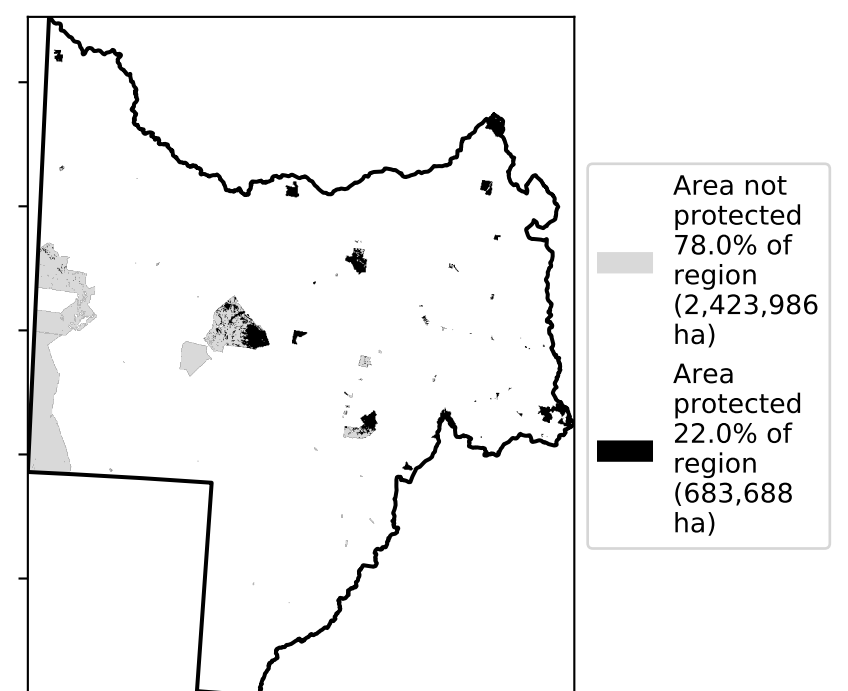 Area not
protected
78.0% of
region
(2,423,986
ha)
Area
protected
22.0% of
region
(683,688
ha)